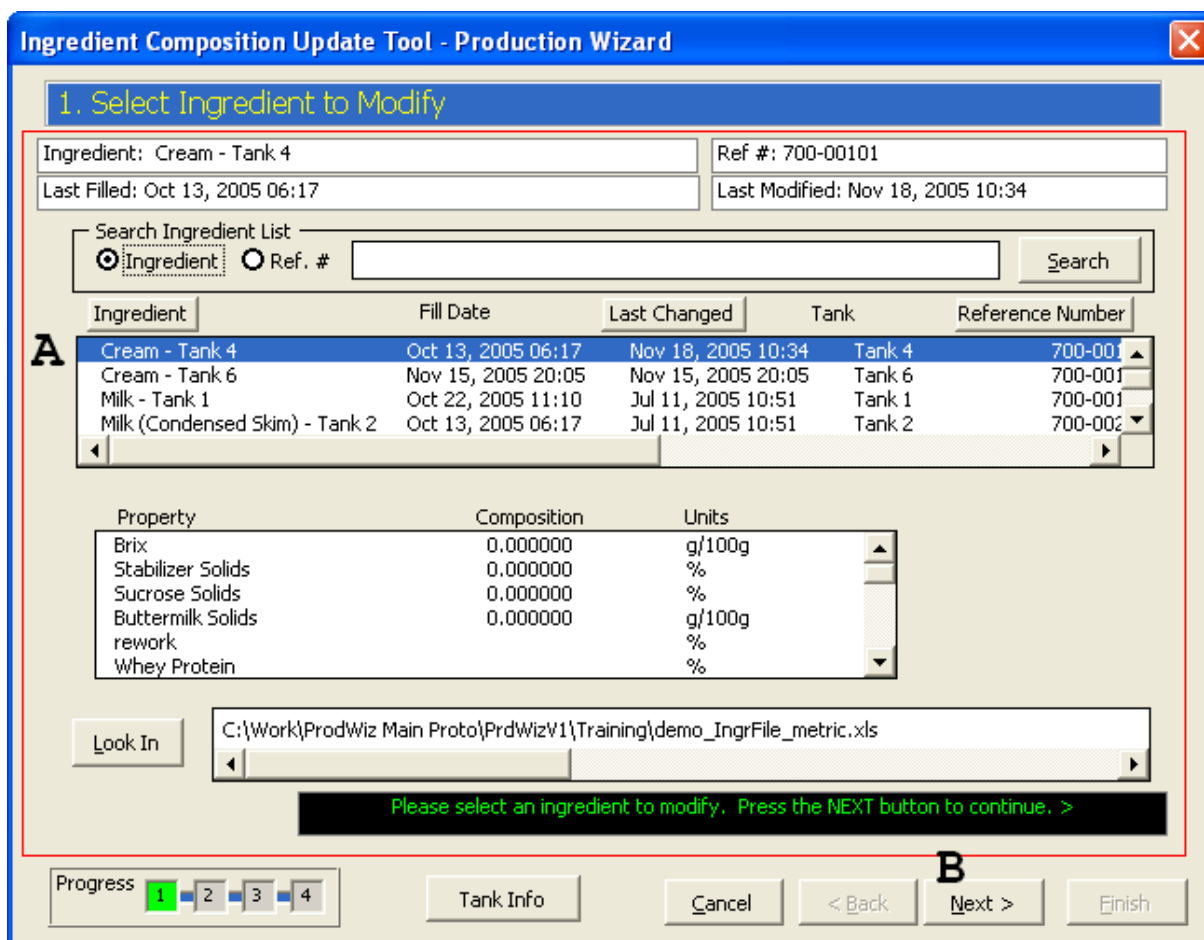 Ingredient Composition Update Tool - Production Wizard
1. Select Ingredient to Modify
Ingredient: Cream - Tank 4 Ref #: 700-00101
Last Filled: Oct 13, 2005 06:17 Last Modified: Nov 18, 2005 10:34
Search Ingredient List
Ingredient Ref. # Search
Ingredient Fill Date Last Changed Tank Reference Number
A Cream - Tank 4 Oct 13, 2005 06:17 Nov 18, 2005 10:34 Tank 4 700-001
Cream - Tank 6 Nov 15, 2005 20:05 Nov 15, 2005 20:05 Tank 6 700-001
Milk - Tank 1 Oct 22, 2005 11:10 Jul 11, 2005 10:51 Tank 1 700-001
Milk (Condensed Skim) - Tank 2 Oct 13, 2005 06:17 Jul 11, 2005 10:51 Tank 2 700-002
Property Composition Units
Brix 0.000000 g/100g
Stabilizer Solids 0.000000 %
Sucrose Solids 0.000000 %
Buttermilk Solids 0.000000 g/100g
rework %
Whey Protein %
Look In C:\Work\ProdWiz Main Proto\PrdWizV1\Training\demo_IngrFile_metric.xls
Please select an ingredient to modify. Press the NEXT button to continue. >
B
Progress 1 2 3 4 Tank Info Cancel < Back Next > Finish